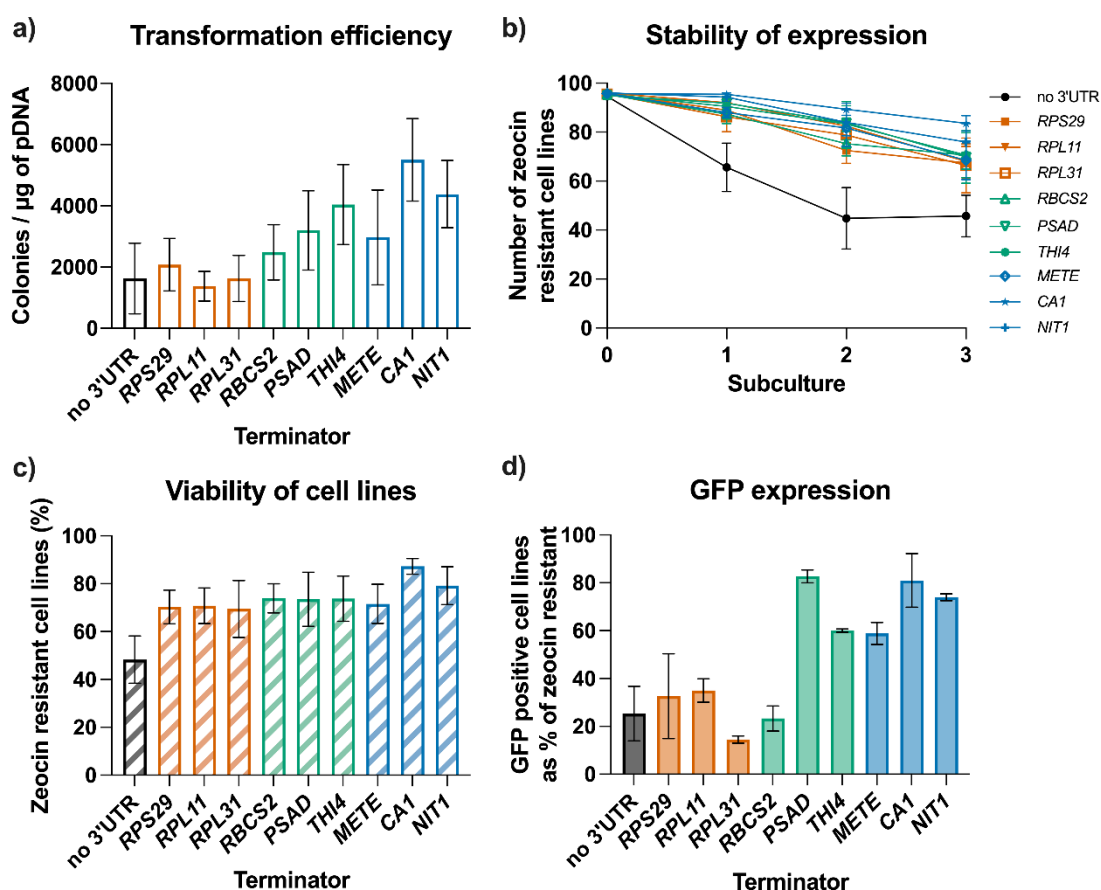 a)
Transformation efficiency
Colonies / µg of pDNA
8000
6000
4000
2000
0
no 3'UTR
RPS29
RPL11
RPL31
RBCS2
PSAD
THI4
METE
CA1
NIT1
Terminator
b)
Stability of expression
Number of zeocin
resistant cell lines
100
80
60
40
20
0
0
1
2
3
Subculture
no 3'UTR
RPS29
RPL11
RPL31
RBCS2
PSAD
THI4
METE
CA1
NIT1
c)
Viability of cell lines
Zeocin resistant cell lines (%)
100
80
60
40
20
0
no 3'UTR
RPS29
RPL11
RPL31
RBCS2
PSAD
THI4
METE
CA1
NIT1
Terminator
d)
GFP expression
GFP positive cell lines
as % of zeocin resistant
100
80
60
40
20
0
no 3'UTR
RPS29
RPL11
RPL31
RBCS2
PSAD
THI4
METE
CA1
NIT1
Terminator